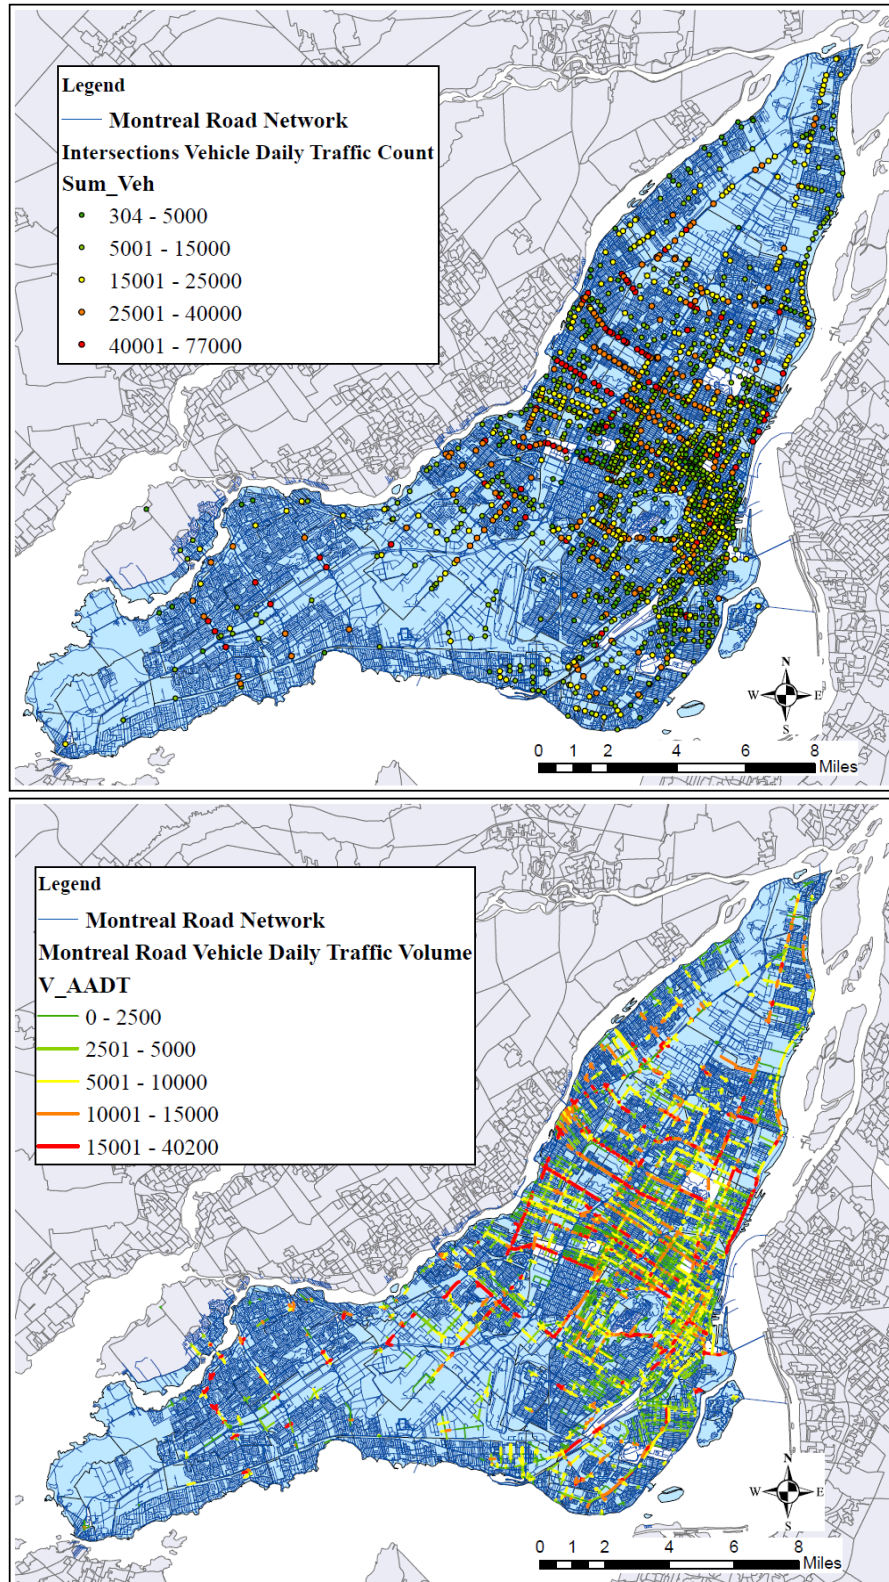 Legend
Montreal Road Network
Intersections Vehicle Daily Traffic Count
Sum_Veh
304 - 5000
5001 - 15000
15001 - 25000
25001 - 40000
40001 - 77000
N
W E
S
0 1 2 4 6 8
Miles
Legend
Montreal Road Network
Montreal Road Vehicle Daily Traffic Volume
V_AADT
0 - 2500
2501 - 5000
5001 - 10000
10001 - 15000
15001 - 40200
N
W E
S
0 1 2 4 6 8
Miles